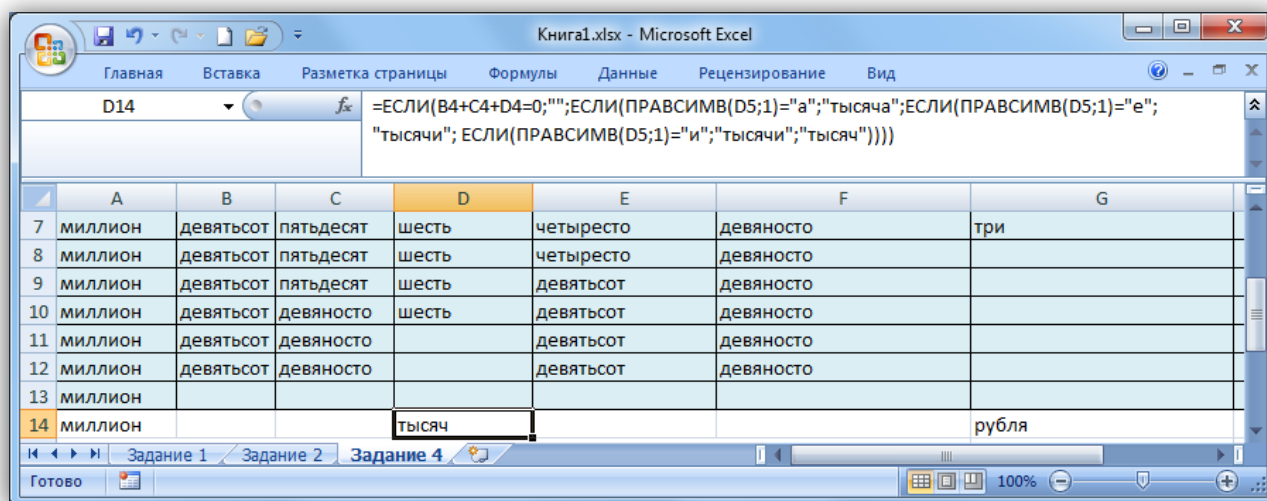 Книга1.xlsx - Microsoft Excel
Главная Вставка Разметка страницы Формулы Данные Рецензирование Вид
D14 fx =ЕСЛИ(B4+C4+D4=0;"";ЕСЛИ(ПРАВСИМВ(D5;1)="а";"тысяча";ЕСЛИ(ПРАВСИМВ(D5;1)="е";
"тысячи"; ЕСЛИ(ПРАВСИМВ(D5;1)="и";"тысячи";"тысяч"))))
A B C D E F G
7 миллион девятьсот пятьдесят шесть четыресто девяносто три
8 миллион девятьсот пятьдесят шесть четыресто девяносто
9 миллион девятьсот пятьдесят шесть девятьсот девяносто
10 миллион девятьсот девяносто шесть девятьсот девяносто
11 миллион девятьсот девяносто девятьсот девяносто
12 миллион девятьсот девяносто девятьсот девяносто
13 миллион
14 миллион тысяч рубля
Задание 1 Задание 2 Задание 4
Готово 100%